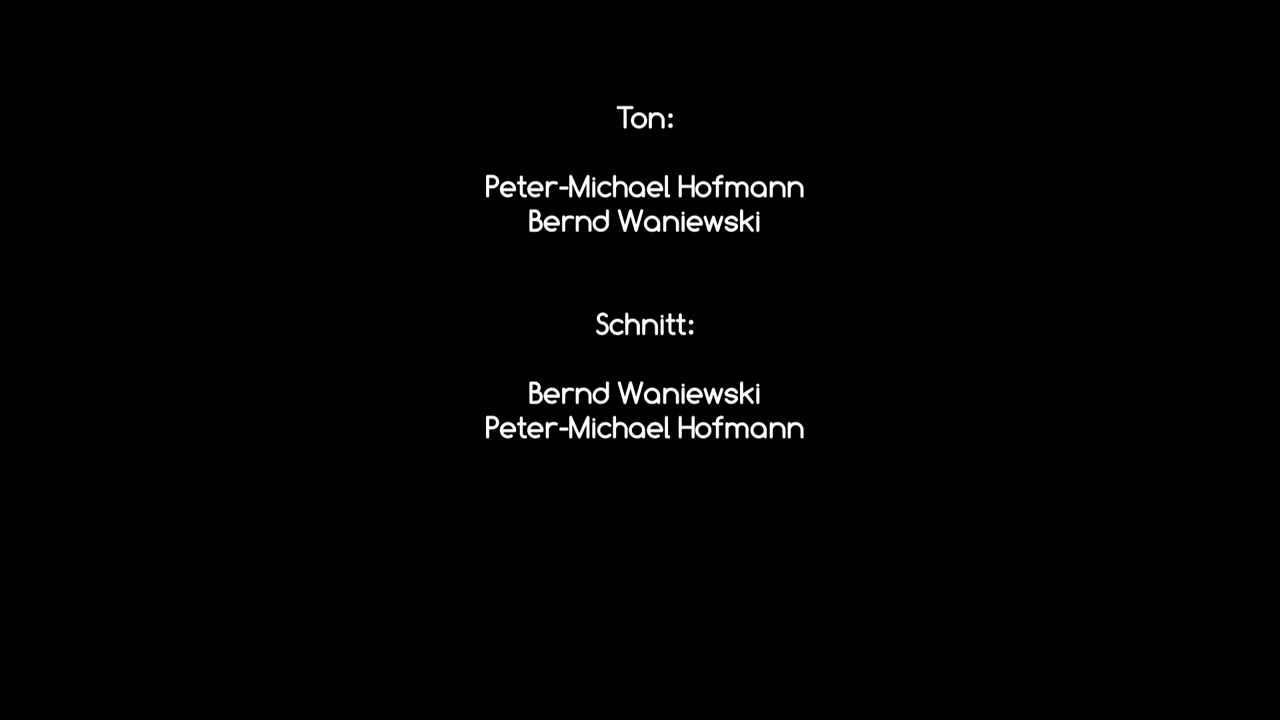 Ton:
Peter-Michael Hofmann
Bernd Waniewski
Schnitt:
Bernd Waniewski
Peter-Michael Hofmann